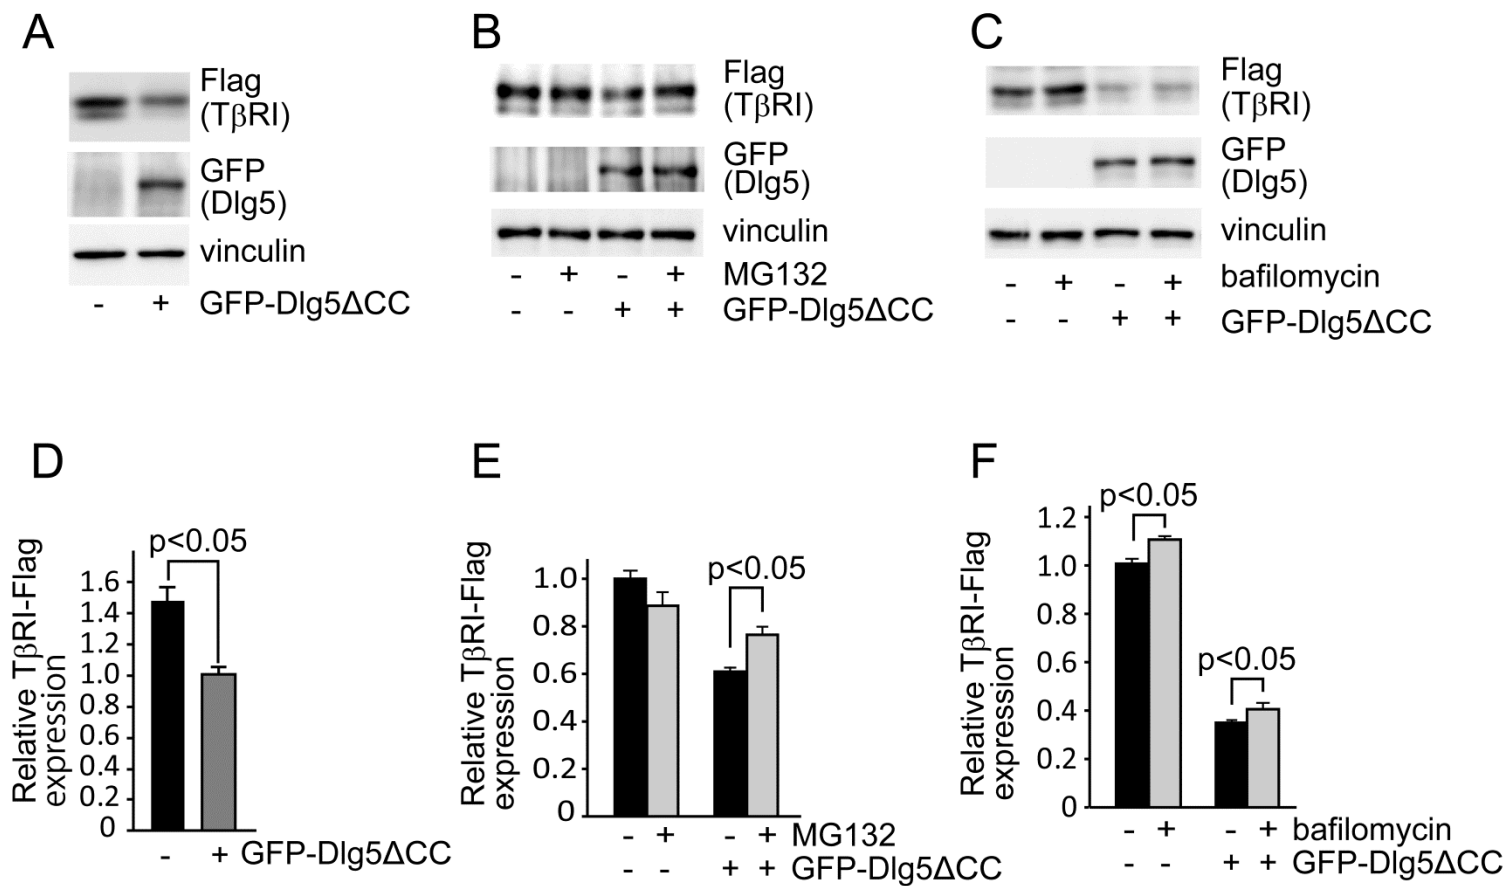 A
Flag
(TβRI)
GFP
(Dlg5)
vinculin
- + GFP-Dlg5ΔCC
B
Flag
(TβRI)
GFP
(Dlg5)
vinculin
- + - + MG132
- - + + GFP-Dlg5ΔCC
C
Flag
(TβRI)
GFP
(Dlg5)
vinculin
- + - + bafilomycin
- - + + GFP-Dlg5ΔCC
D
Relative TβRI-Flag
expression
p<0.05
1.6
1.4
1.2
1.0
0.8
0.6
0.4
0.2
0
- + GFP-Dlg5ΔCC
E
Relative TβRI-Flag
expression
p<0.05
1.0
0.8
0.6
0.4
0.2
0
- + - + MG132
- - + + GFP-Dlg5ΔCC
F
Relative TβRI-Flag
expression
p<0.05
p<0.05
1.2
1.0
0.8
0.6
0.4
0.2
0
- + - + bafilomycin
- - + + GFP-Dlg5ΔCC